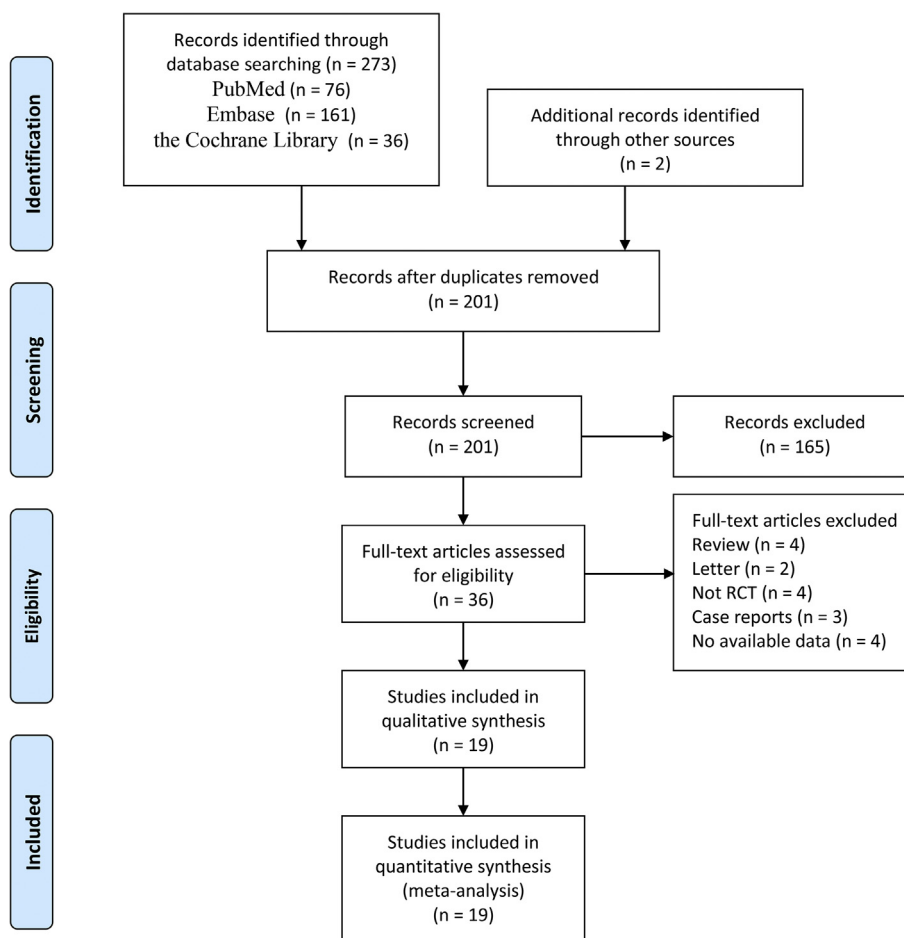 Identification
Records identified through
database searching (n = 273)
PubMed (n = 76)
Embase (n = 161)
the Cochrane Library (n = 36)
Additional records identified
through other sources
(n = 2)
Records after duplicates removed
(n = 201)
Screening
Records screened
(n = 201)
Records excluded
(n = 165)
Eligibility
Full-text articles assessed
for eligibility
(n = 36)
Full-text articles excluded
Review (n = 4)
Letter (n = 2)
Not RCT (n = 4)
Case reports (n = 3)
No available data (n = 4)
Studies included in
qualitative synthesis
(n = 19)
Included
Studies included in
quantitative synthesis
(meta-analysis)
(n = 19)